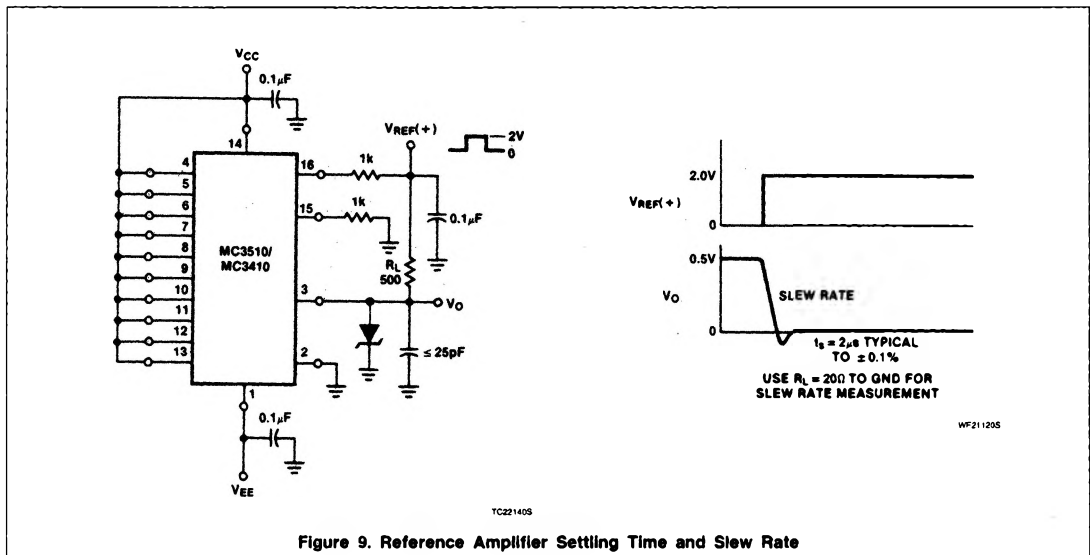 VCC
0.1μF
14
4
5
6
7
8
9
10
11
12
13
MC3510/
MC3410
16
15
3
2
1
1k
1k
VREF(+)
2V
0
0.1μF
RL
500
VO
≤ 25pF
0.1μF
VEE
TC22140S
2.0V
VREF(+)
0
0.5V
VO
SLEW RATE
0
ts = 2μs TYPICAL
TO ± 0.1%
USE RL = 20Ω TO GND FOR
SLEW RATE MEASUREMENT
WF21120S
Figure 9. Reference Amplifier Settling Time and Slew Rate